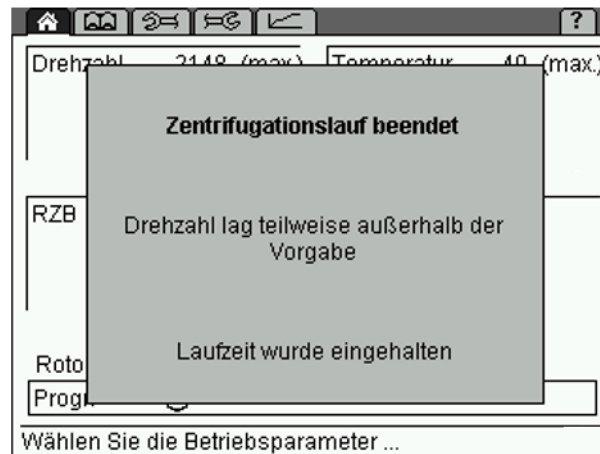 ?
Drehzahl 2148 (max.) Temperatur 40 (max.)
Zentrifugationslauf beendet
RZB
Drehzahl lag teilweise außerhalb der
Vorgabe
Laufzeit wurde eingehalten
Wählen Sie die Betriebsparameter ...